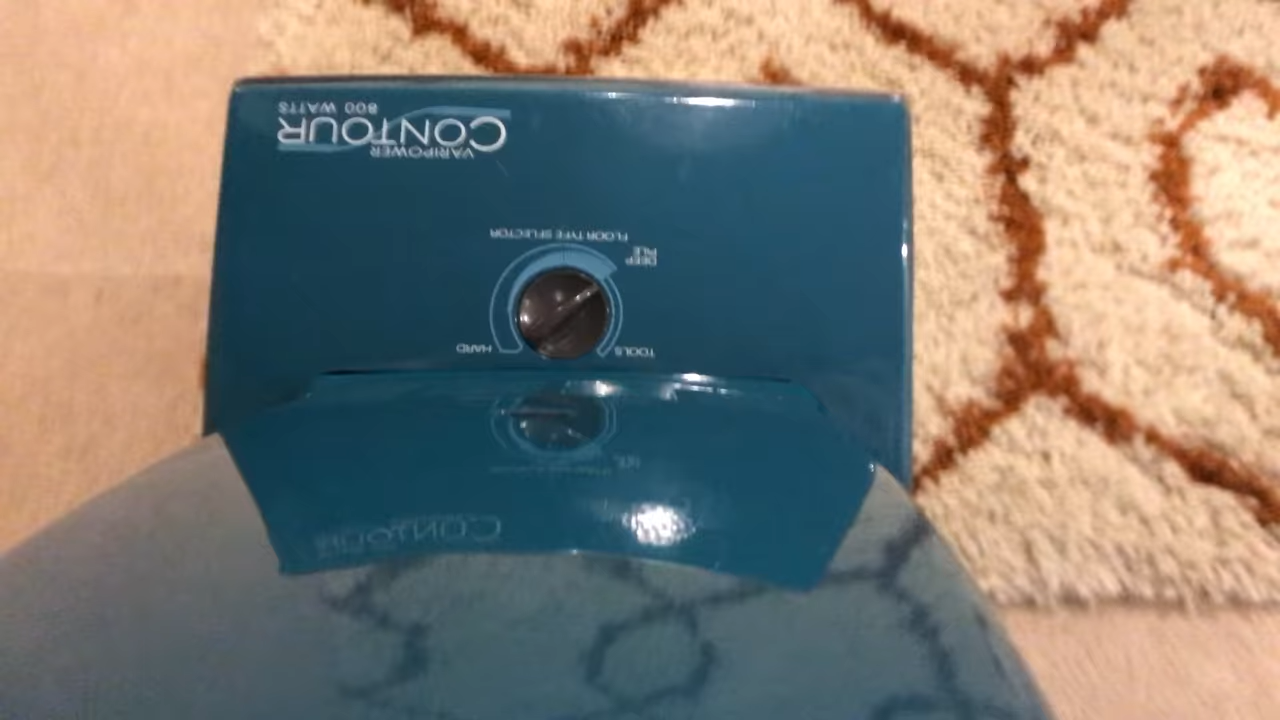 VARIPOWER
CONTOUR
800 WATTS
TOOLS
HARD
DEEP
PILE
FLOOR TYPE SELECTOR